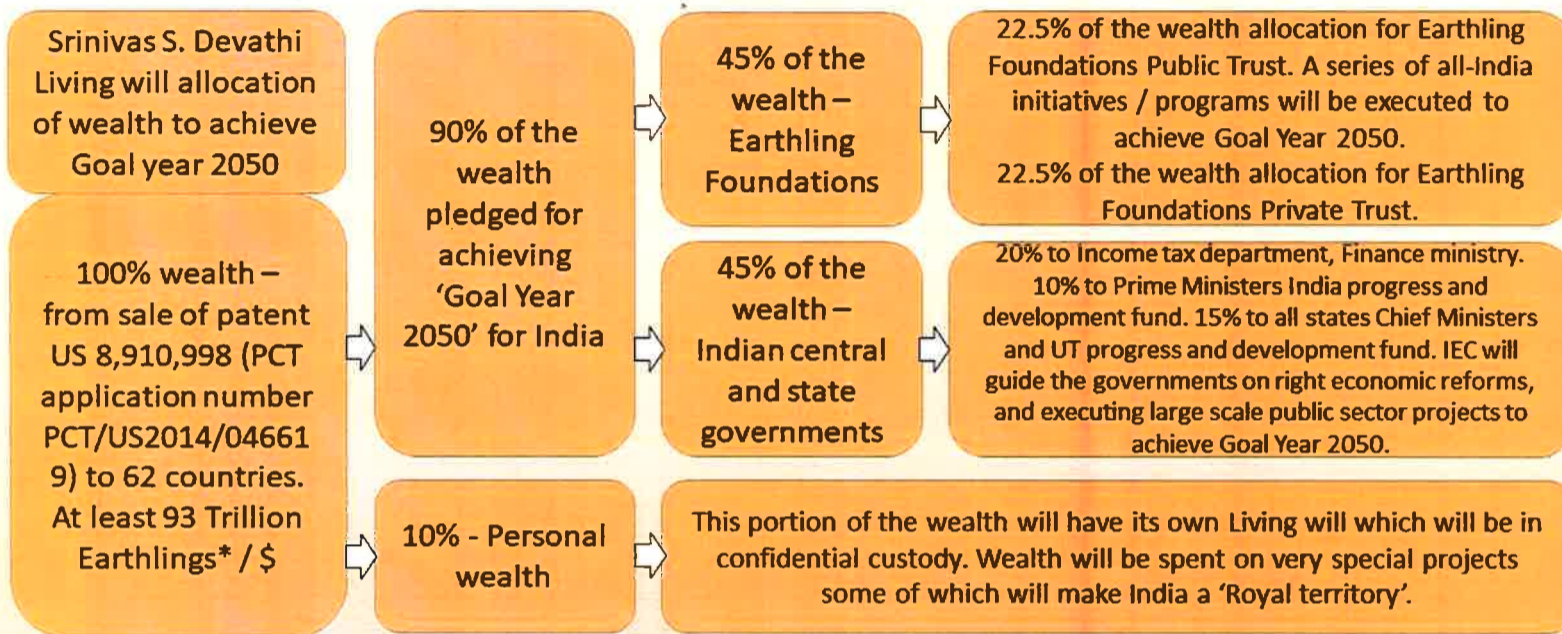 Srinivas S. Devathi
Living will allocation
of wealth to achieve
Goal year 2050
100% wealth –
from sale of patent
US 8,910,998 (PCT
application number
PCT/US2014/04661
9) to 62 countries.
At least 93 Trillion
Earthlings* / $
90% of the
wealth
pledged for
achieving
‘Goal Year
2050’ for India
10% - Personal
wealth
45% of the
wealth –
Earthling
Foundations
45% of the
wealth –
Indian central
and state
governments
22.5% of the wealth allocation for Earthling
Foundations Public Trust. A series of all-India
initiatives / programs will be executed to
achieve Goal Year 2050.
22.5% of the wealth allocation for Earthling
Foundations Private Trust.
20% to Income tax department, Finance ministry.
10% to Prime Ministers India progress and
development fund. 15% to all states Chief Ministers
and UT progress and development fund. IEC will
guide the governments on right economic reforms,
and executing large scale public sector projects to
achieve Goal Year 2050.
This portion of the wealth will have its own Living will which will be in
confidential custody. Wealth will be spent on very special projects
some of which will make India a ‘Royal territory’.